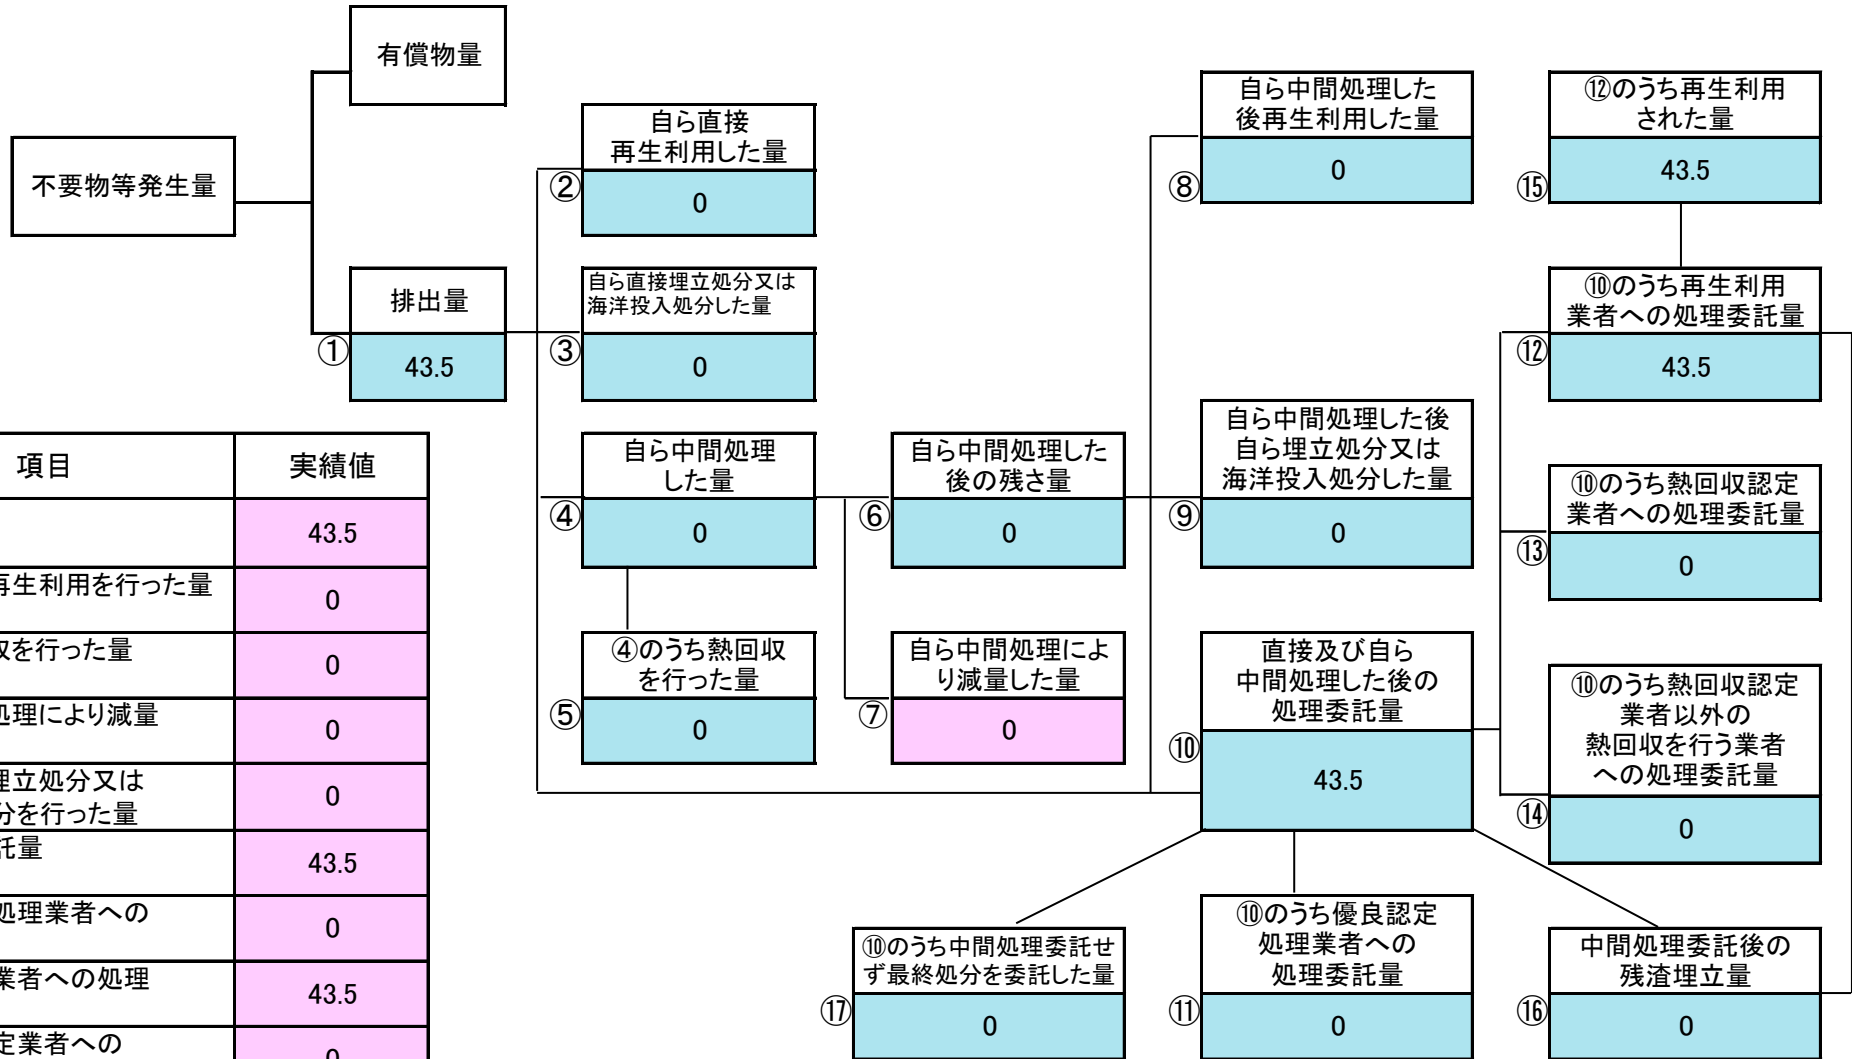 有償物量
不要物等発生量
排出量
①
43.5
自ら直接
再生利用した量
②
0
自ら直接埋立処分又は
海洋投入処分した量
③
0
自ら中間処理
した量
④
0
④のうち熱回収
を行った量
⑤
0
自ら中間処理した
後の残さ量
⑥
0
自ら中間処理によ
り減量した量
⑦
0
自ら中間処理した
後再生利用した量
⑧
0
自ら中間処理した後
自ら埋立処分又は
海洋投入処分した量
⑨
0
直接及び自ら
中間処理した後の
処理委託量
⑩
43.5
⑫のうち再生利用
された量
⑮
43.5
⑩のうち再生利用
業者への処理委託量
⑫
43.5
⑩のうち熱回収認定
業者への処理委託量
⑬
0
⑩のうち熱回収認定
業者以外の
熱回収を行う業者
への処理委託量
⑭
0
⑩のうち中間処理委託せ
ず最終処分を委託した量
⑰
0
⑩のうち優良認定
処理業者への
処理委託量
⑪
0
中間処理委託後の
残渣埋立量
⑯
0
項目 実績値
43.5
再生利用を行った量 0
収を行った量 0
処理により減量 0
埋立処分又は
分を行った量 0
託量 43.5
処理業者への 0
業者への処理 43.5
定業者への 0